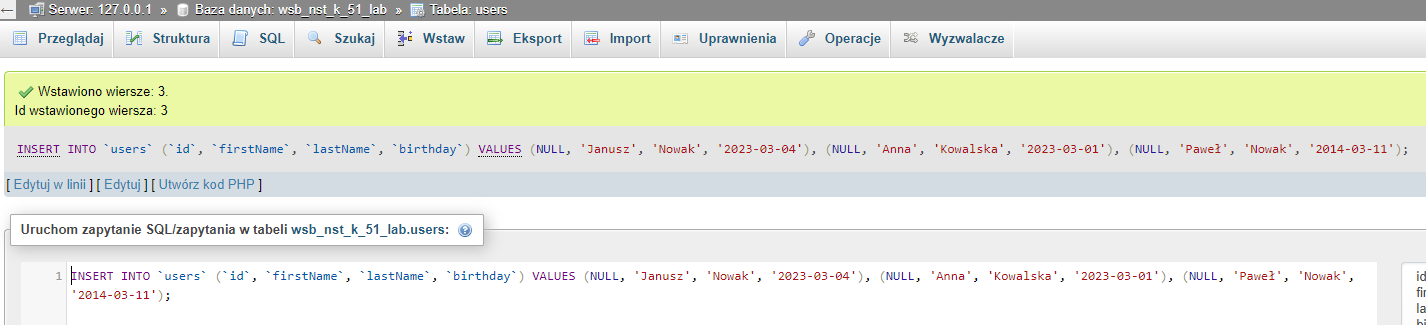 ← Serwer: 127.0.0.1 » Baza danych: wsb_nst_k_51_lab » Tabela: users
Przeglądaj Struktura SQL Szukaj Wstaw Eksport Import Uprawnienia Operacje Wyzwalacze
Wstawiono wiersze: 3.
Id wstawionego wiersza: 3
INSERT INTO `users` (`id`, `firstName`, `lastName`, `birthday`) VALUES (NULL, 'Janusz', 'Nowak', '2023-03-04'), (NULL, 'Anna', 'Kowalska', '2023-03-01'), (NULL, 'Paweł', 'Nowak', '2014-03-11');
[ Edytuj w linii ] [ Edytuj ] [ Utwórz kod PHP ]
Uruchom zapytanie SQL/zapytania w tabeli wsb_nst_k_51_lab.users:
1 INSERT INTO `users` (`id`, `firstName`, `lastName`, `birthday`) VALUES (NULL, 'Janusz', 'Nowak', '2023-03-04'), (NULL, 'Anna', 'Kowalska', '2023-03-01'), (NULL, 'Paweł', 'Nowak',
'2014-03-11');
id